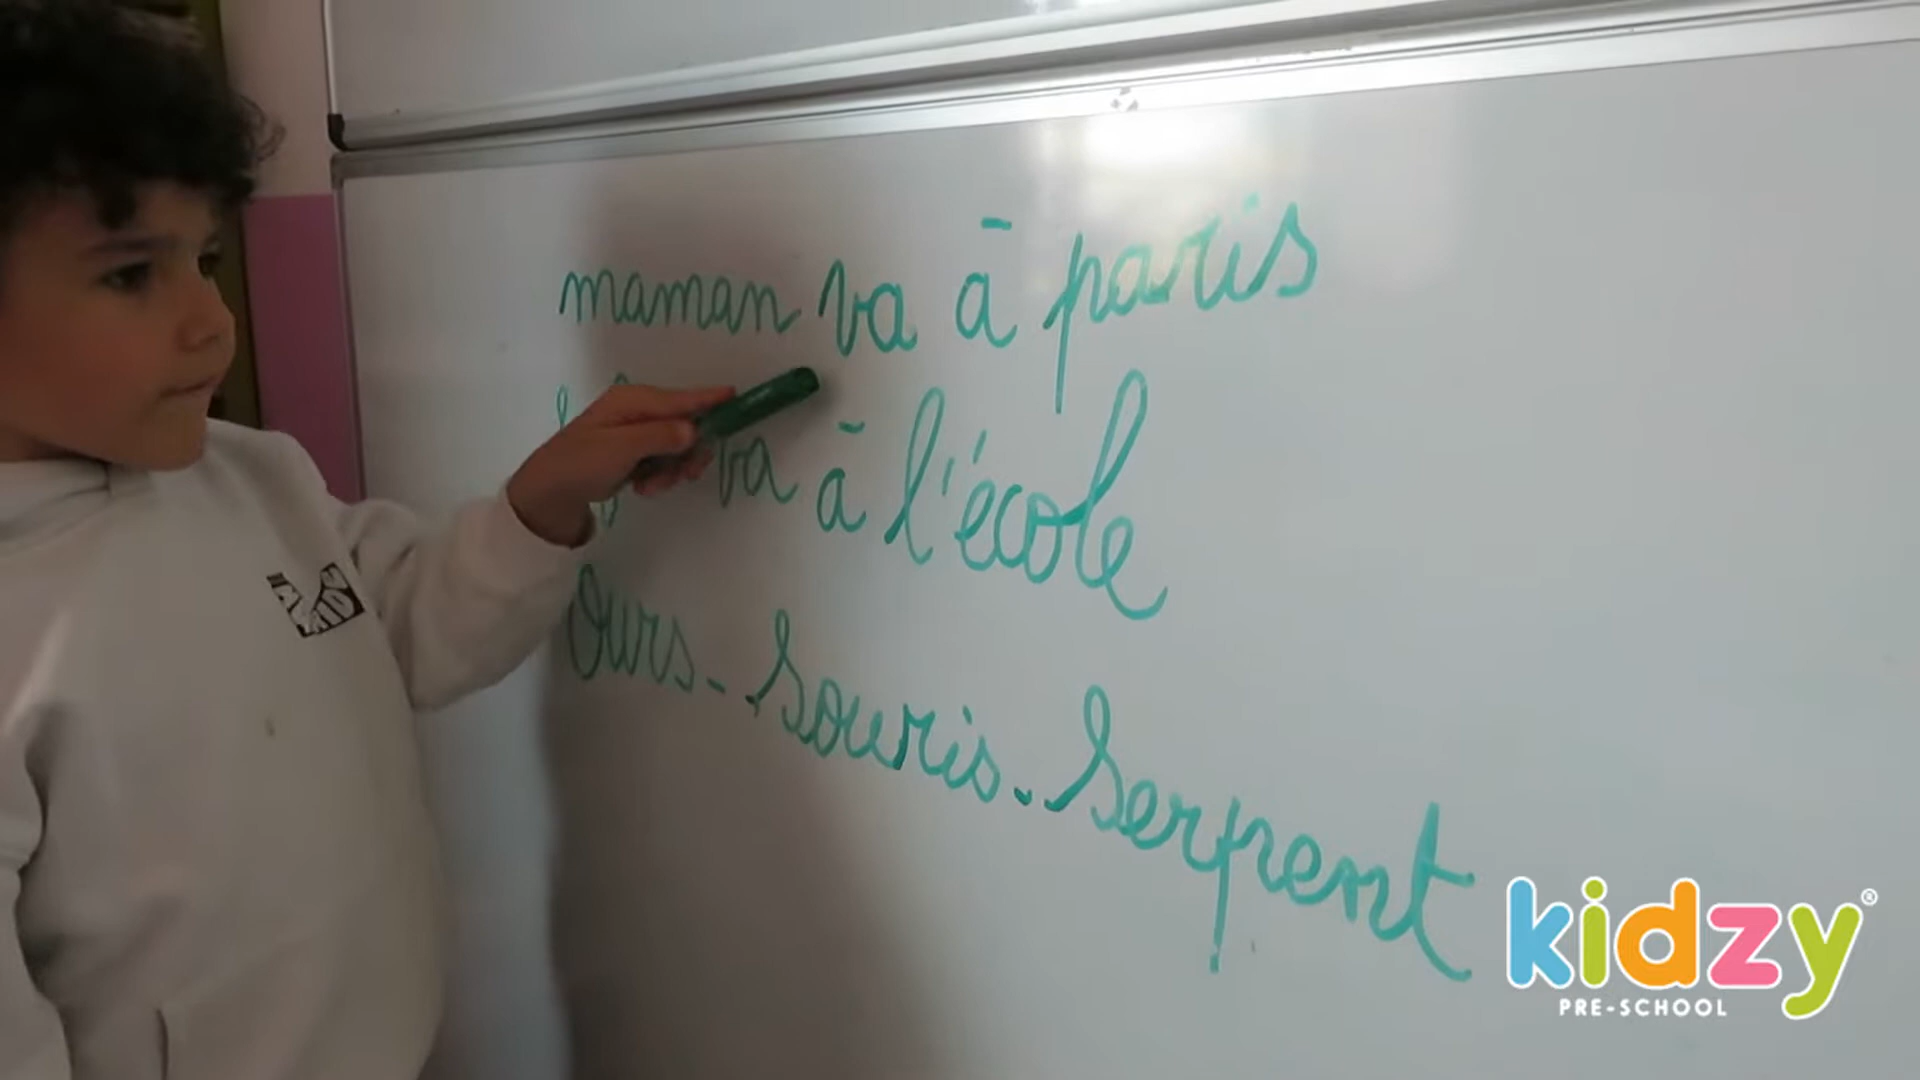 maman va à paris
va à l'école
Ours - Souris - Serpent
kidzy®
PRE-SCHOOL